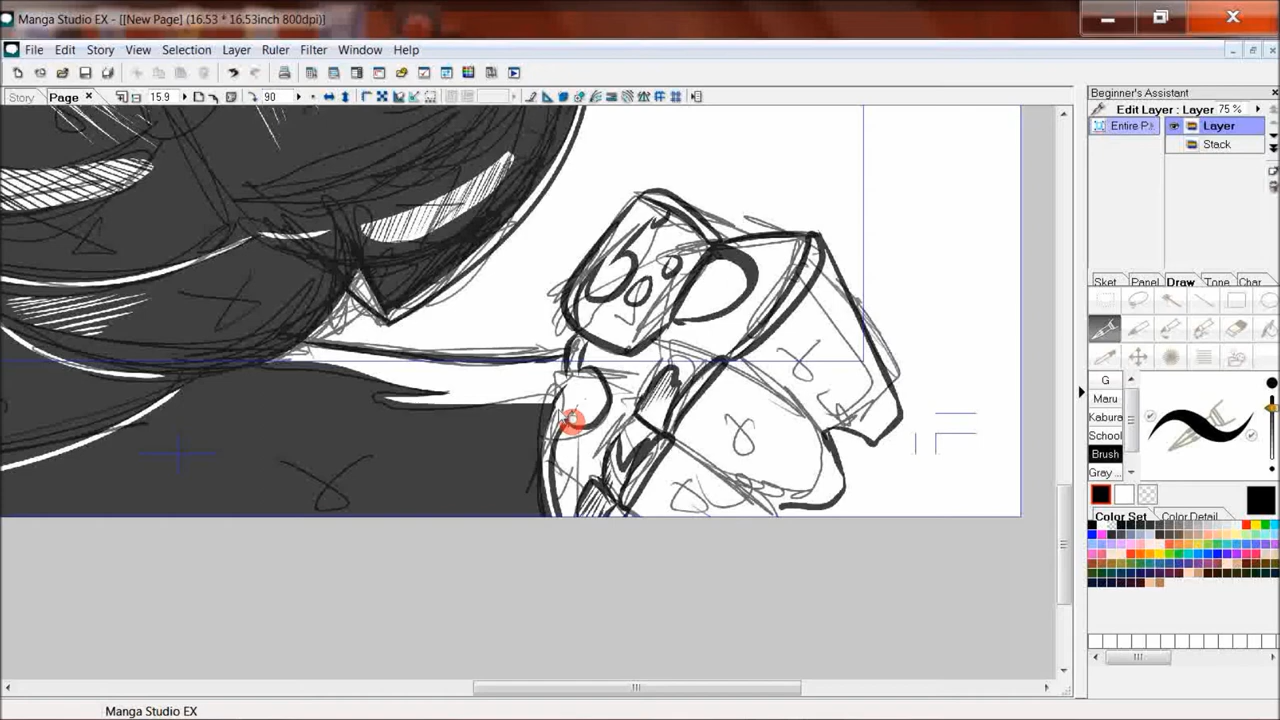 Manga Studio EX - [[New Page] (16.53 * 16.53inch 800dpi)]
File Edit Story View Selection Layer Ruler Filter Window Help
Story Page 15.9 90
Beginner's Assistant
Edit Layer : Layer 75 %
Entire P: Layer
Stack
Sket Panel Draw Tone Char
G
Maru
Kabura
School
Brush
Gray ...
Color Set Color Detail
Manga Studio EX